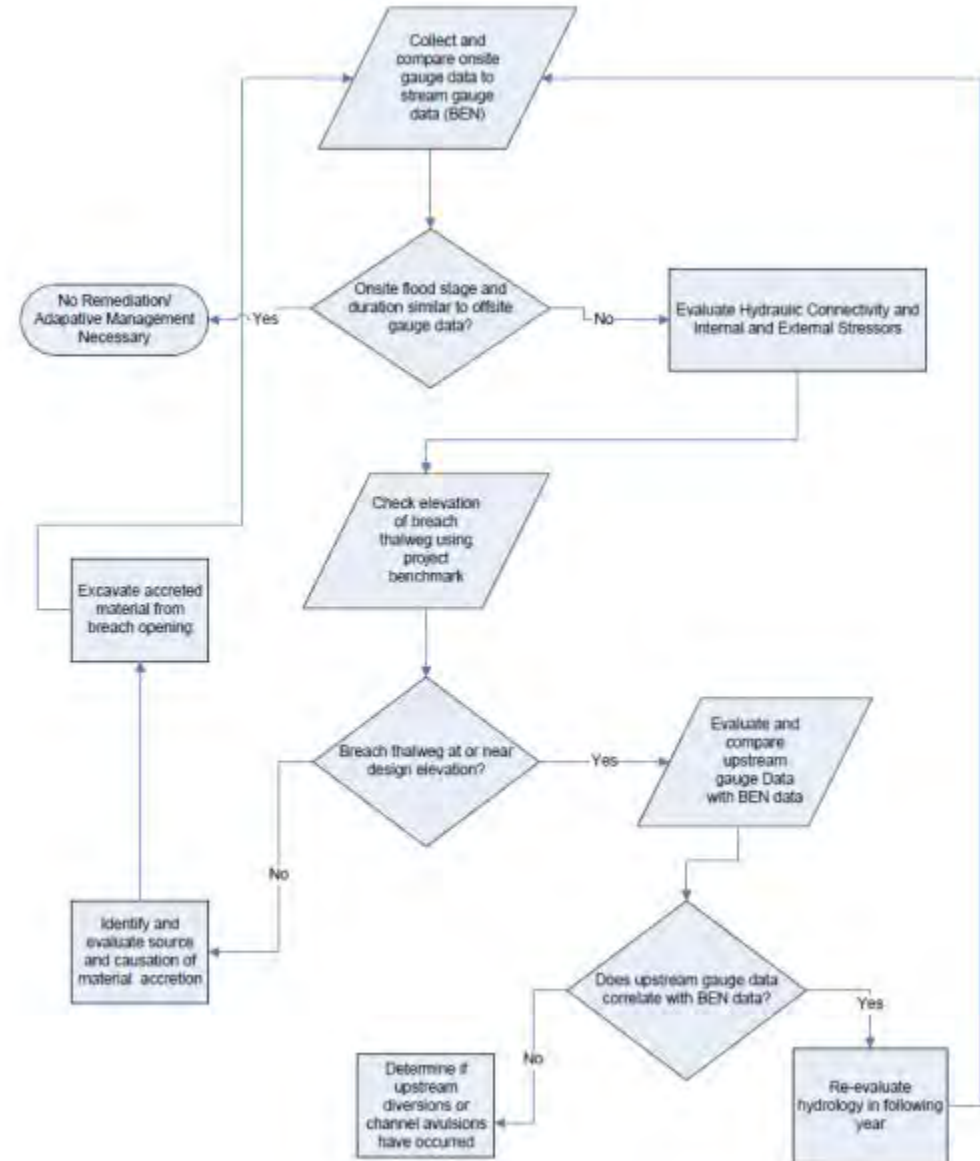 Collect and
compare onsite
gauge data to
stream gauge
data (BEN)
Onsite flood stage and
duration similar to offsite
gauge data?
Yes
No
No Remediation/
Adapative Management
Necessary
Evaluate Hydraulic Connectivity and
Internal and External Stressors
Check elevation
of breach
thalweg using
project
benchmark
Excavate accreted
material from
breach opening
Breach thalweg at or near
design elevation?
Yes
No
Evaluate and
compare
upstream
gauge Data
with BEN data
Identify and
evaluate source
and causation of
material accretion
Does upstream gauge data
correlate with BEN data?
Yes
No
Determine if
upstream
diversions or
channel avulsions
have occurred
Re-evaluate
hydrology in following
year